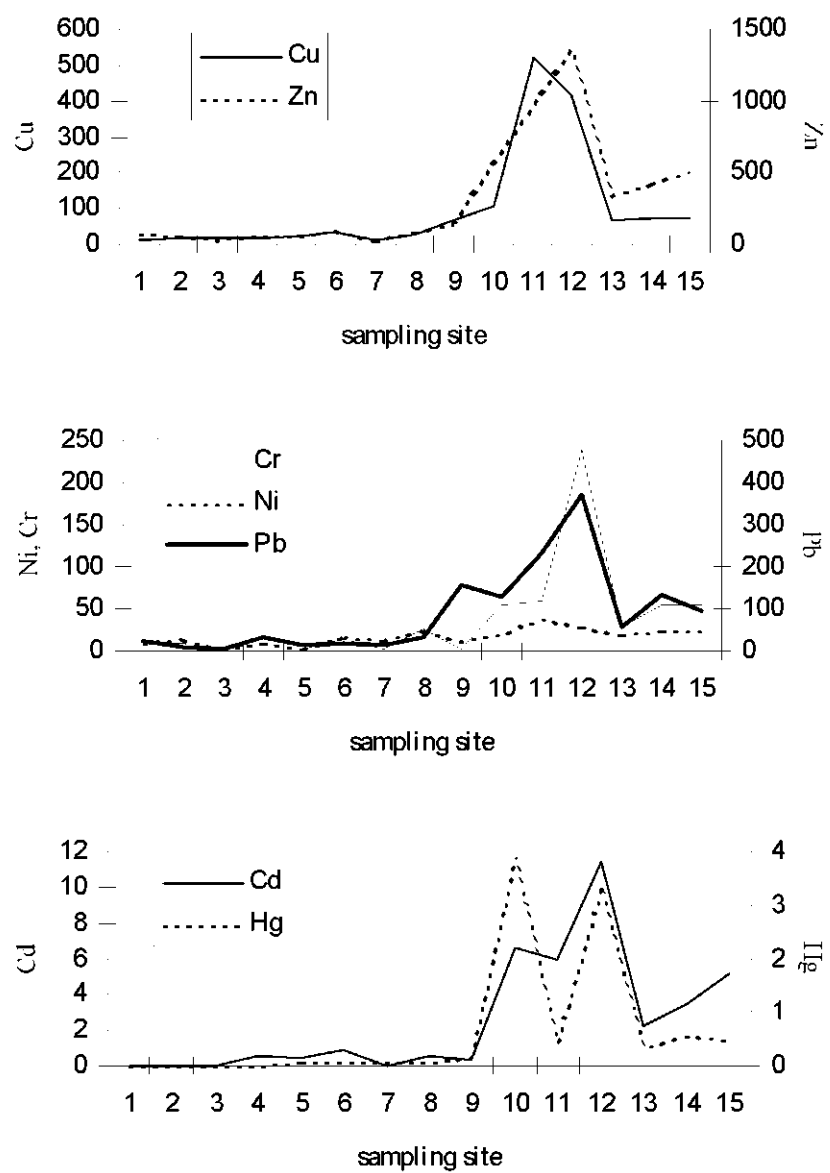 600 1500
500
Cu
Zn
400 1000
Cu
Zn
300
200 500
100
0 0
1 2 3 4 5 6 7 8 9 10 11 12 13 14 15
sampling site
250 500
Cr
200 400
Ni
150 300
Pb
Ni, Cr
Pb
100 200
50 100
0 0
1 2 3 4 5 6 7 8 9 10 11 12 13 14 15
sampling site
12 4
Cd
10
Hg
8 3
6 2
Cd
Hg
4
2 1
0 0
1 2 3 4 5 6 7 8 9 10 11 12 13 14 15
sampling site